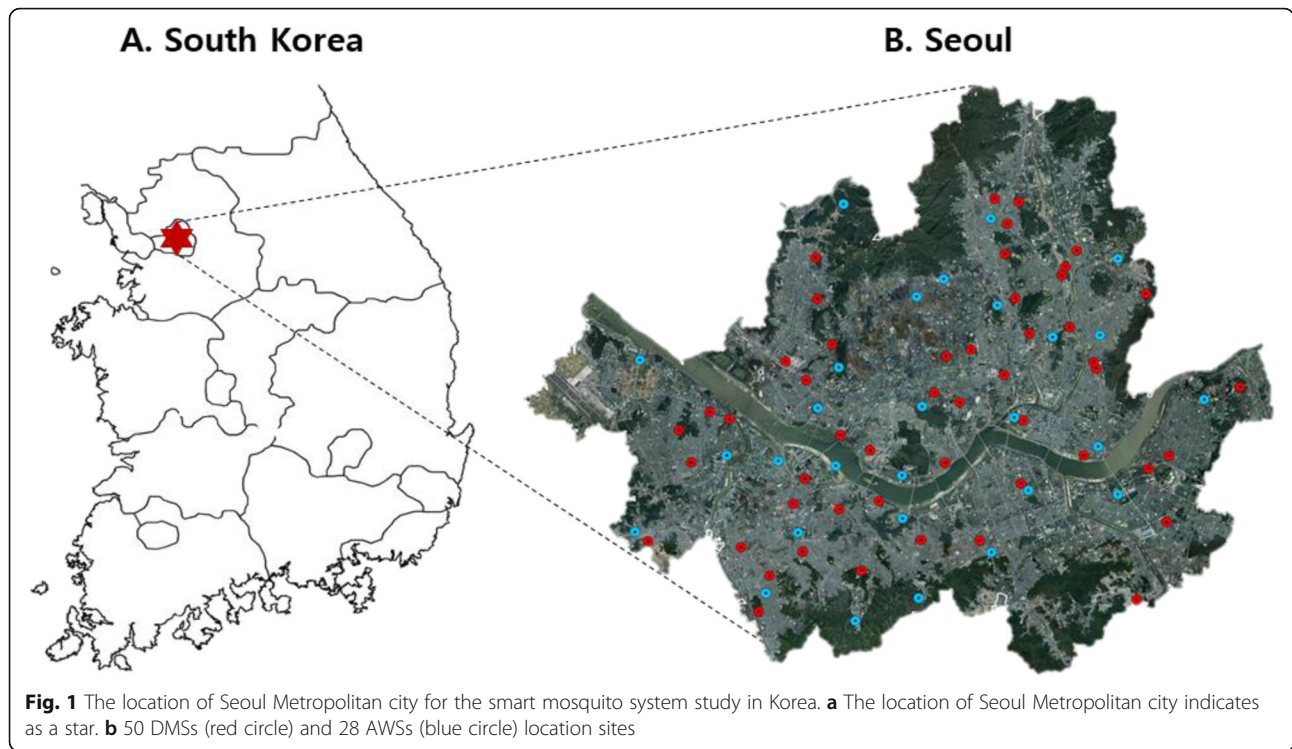 A. South Korea
B. Seoul
Fig. 1 The location of Seoul Metropolitan city for the smart mosquito system study in Korea. a The location of Seoul Metropolitan city indicates
as a star. b 50 DMSs (red circle) and 28 AWSs (blue circle) location sites